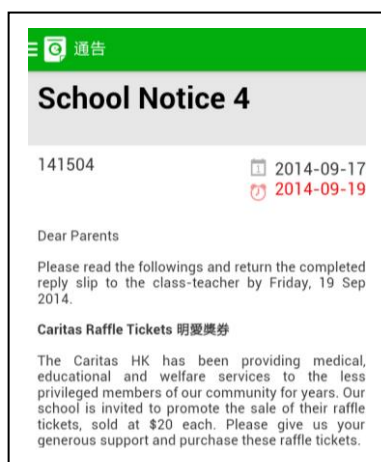 通告
School Notice 4
141504
2014-09-17
2014-09-19
Dear Parents
Please read the followings and return the completed
reply slip to the class-teacher by Friday, 19 Sep
2014.
Caritas Raffle Tickets 明愛獎券
The Caritas HK has been providing medical,
educational and welfare services to the less
privileged members of our community for years. Our
school is invited to promote the sale of their raffle
tickets, sold at $20 each. Please give us your
generous support and purchase these raffle tickets.